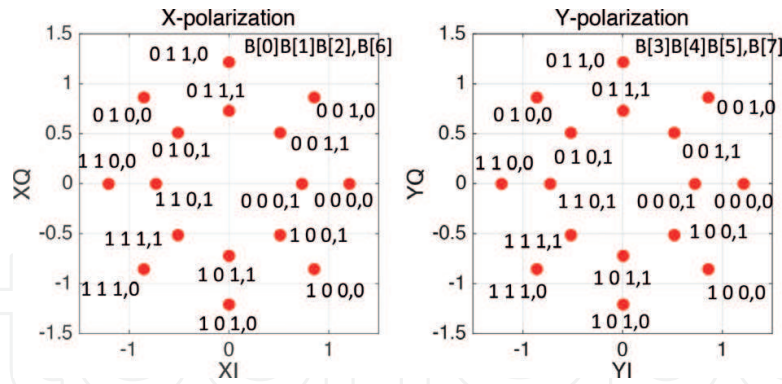 X-polarization
B[0]B[1]B[2],B[6]
0 1 1,0
0 1 1,1
0 1 0,0
0 0 1,0
0 1 0,1
0 0 1,1
1 1 0,0
1 1 0,1
0 0 0,1
0 0 0,0
1 1 1,1
1 0 0,1
1 0 1,1
1 1 1,0
1 0 0,0
1 0 1,0
1.5
1
0.5
0
-0.5
-1
-1.5
-1
0
1
XQ
XI
Y-polarization
B[3]B[4]B[5],B[7]
0 1 1,0
0 1 1,1
0 1 0,0
0 0 1,0
0 1 0,1
0 0 1,1
1 1 0,0
1 1 0,1
0 0 0,1
0 0 0,0
1 1 1,1
1 0 0,1
1 0 1,1
1 1 1,0
1 0 0,0
1 0 1,0
1.5
1
0.5
0
-0.5
-1
-1.5
-1
0
1
YQ
YI